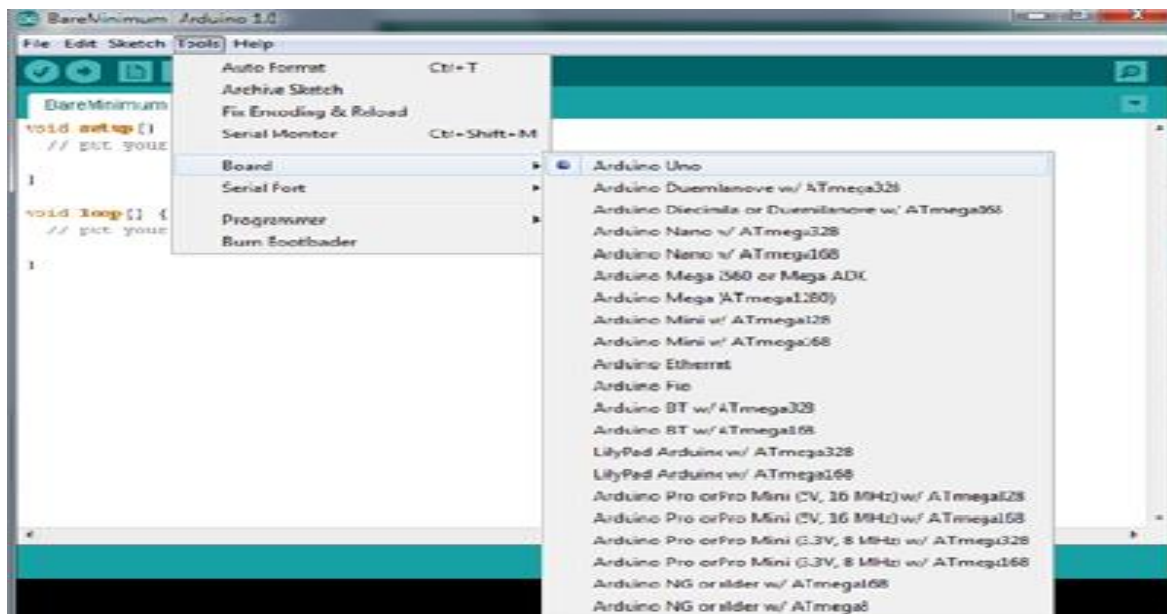 BareMinimum Arduino 1.0
File Edit Sketch Tools Help
Auto Format Ctrl+T
Archive Sketch
Fix Encoding & Reload
Serial Monitor Ctrl+Shift+M
Board
Serial Port
Programmer
Burn Bootloader
BareMinimum
void setup() 
// put your
}
void loop() {
// put your
}
Arduino Uno
Arduino Duemilanove w/ ATmega328
Arduino Diecimila or Duemilanove w/ ATmega168
Arduino Nano w/ ATmega328
Arduino Nano w/ ATmega168
Arduino Mega 2560 or Mega ADK
Arduino Mega (ATmega1280)
Arduino Mini w/ ATmega328
Arduino Mini w/ ATmega168
Arduino Ethernet
Arduino Fio
Arduino BT w/ ATmega328
Arduino BT w/ ATmega168
LilyPad Arduino w/ ATmega328
LilyPad Arduino w/ ATmega168
Arduino Pro or Pro Mini (5V, 16 MHz) w/ ATmega328
Arduino Pro or Pro Mini (5V, 16 MHz) w/ ATmega168
Arduino Pro or Pro Mini (3.3V, 8 MHz) w/ ATmega328
Arduino Pro or Pro Mini (3.3V, 8 MHz) w/ ATmega168
Arduino NG or older w/ ATmega168
Arduino NG or older w/ ATmega8